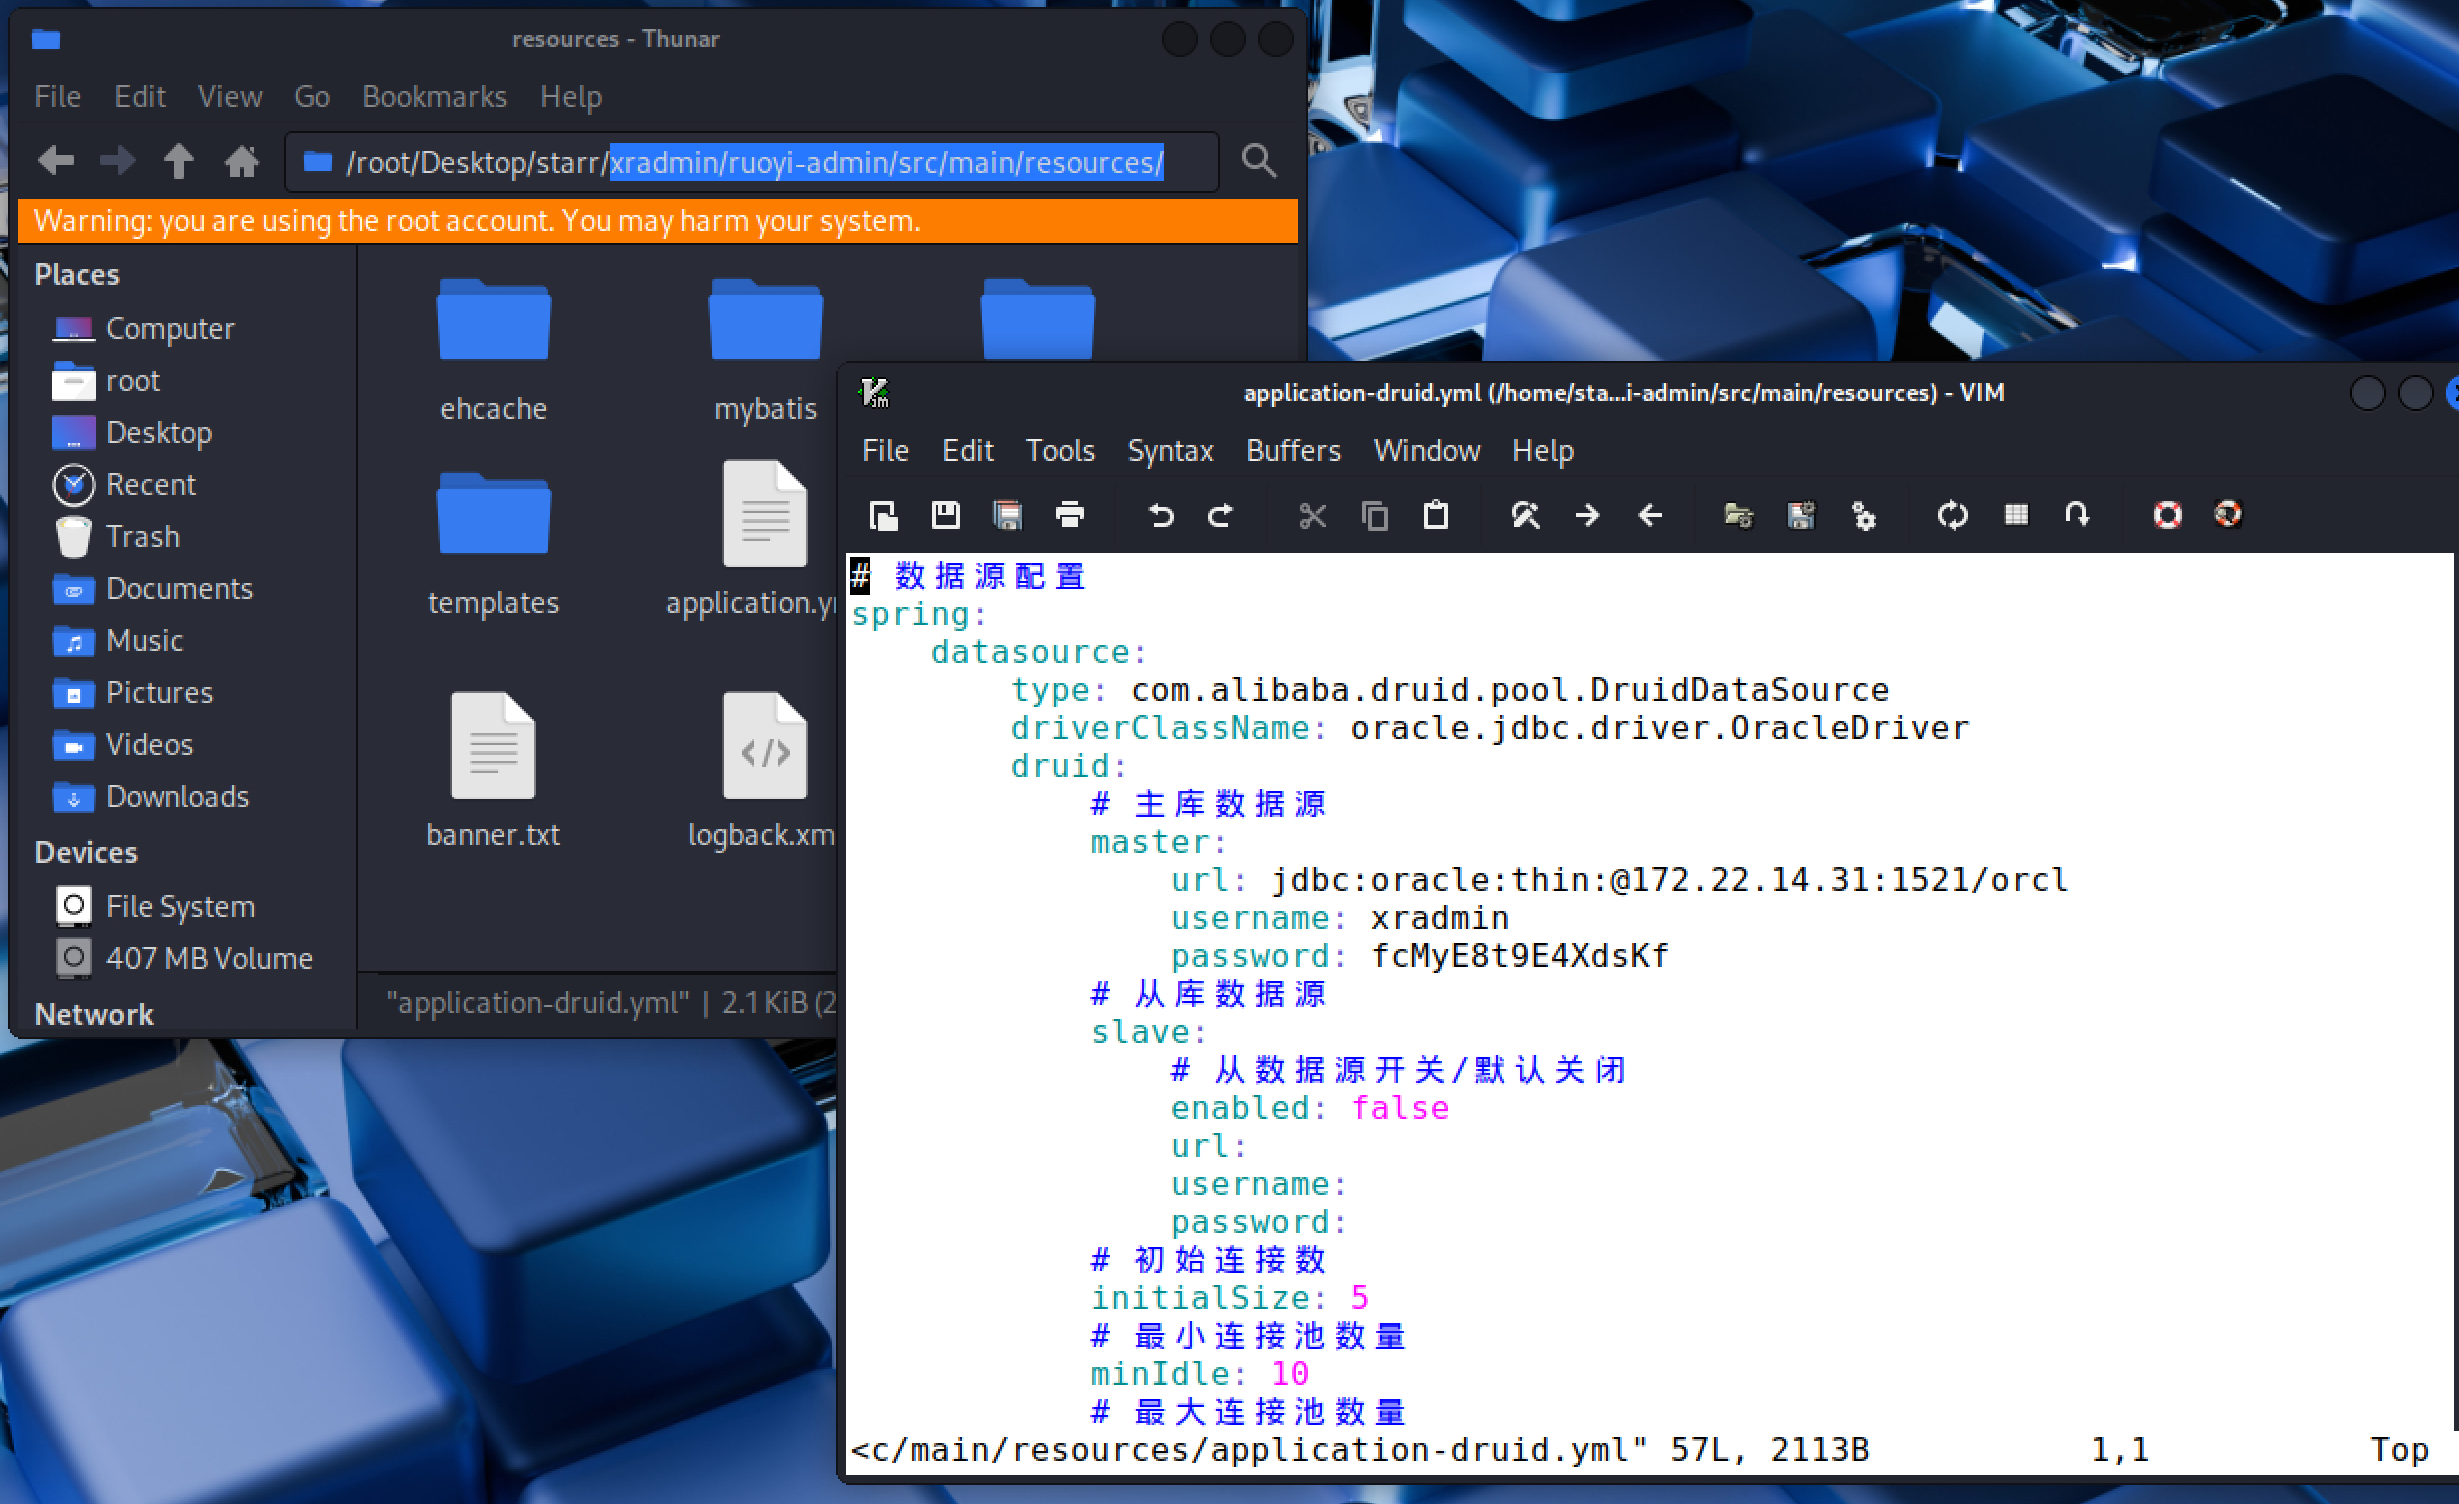 resources - Thunar
File Edit View Go Bookmarks Help
/root/Desktop/starr/xradmin/ruoyi-admin/src/main/resources/
Warning: you are using the root account. You may harm your system.
Places
Computer
root
Desktop
Recent
Trash
Documents
Music
Pictures
Videos
Downloads
Devices
File System
407 MB Volume
Network
ehcache
mybatis
templates
application.y
banner.txt
logback.xm
"application-druid.yml" | 2.1 KiB (2
application-druid.yml (/home/sta...i-admin/src/main/resources) - VIM
File Edit Tools Syntax Buffers Window Help
# 数据源配置
spring:
    datasource:
        type: com.alibaba.druid.pool.DruidDataSource
        driverClassName: oracle.jdbc.driver.OracleDriver
        druid:
            # 主库数据源
            master:
                url: jdbc:oracle:thin:@172.22.14.31:1521/orcl
                username: xradmin
                password: fcMyE8t9E4XdsKf
            # 从库数据源
            slave:
                # 从数据源开关/默认关闭
                enabled: false
                url:
                username:
                password:
            # 初始连接数
            initialSize: 5
            # 最小连接池数量
            minIdle: 10
            # 最大连接池数量
<c/main/resources/application-druid.yml" 57L, 2113B 1,1 Top